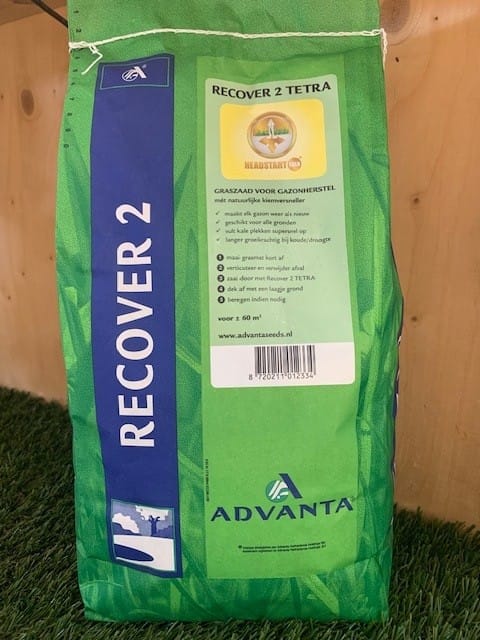 RECOVER 2
RECOVER 2 TETRA
HEADSTART
GRASZAAD VOOR GAZONHERSTEL
mét natuurlijke kiemversneller
✓ maakt elk gazon weer als nieuw
✓ geschikt voor alle gronden
✓ vult kale plekken supersnel op
✓ langer groeikrachtig bij koude/droogte
1 maai grasmat kort af
2 verticuteer en verwijder afval
3 zaai door met Recover 2 TETRA
4 dek af met een laagje grond
5 beregen indien nodig
voor ± 60 m²
www.advantaseeds.nl
8 720211 012334
ADVANTA